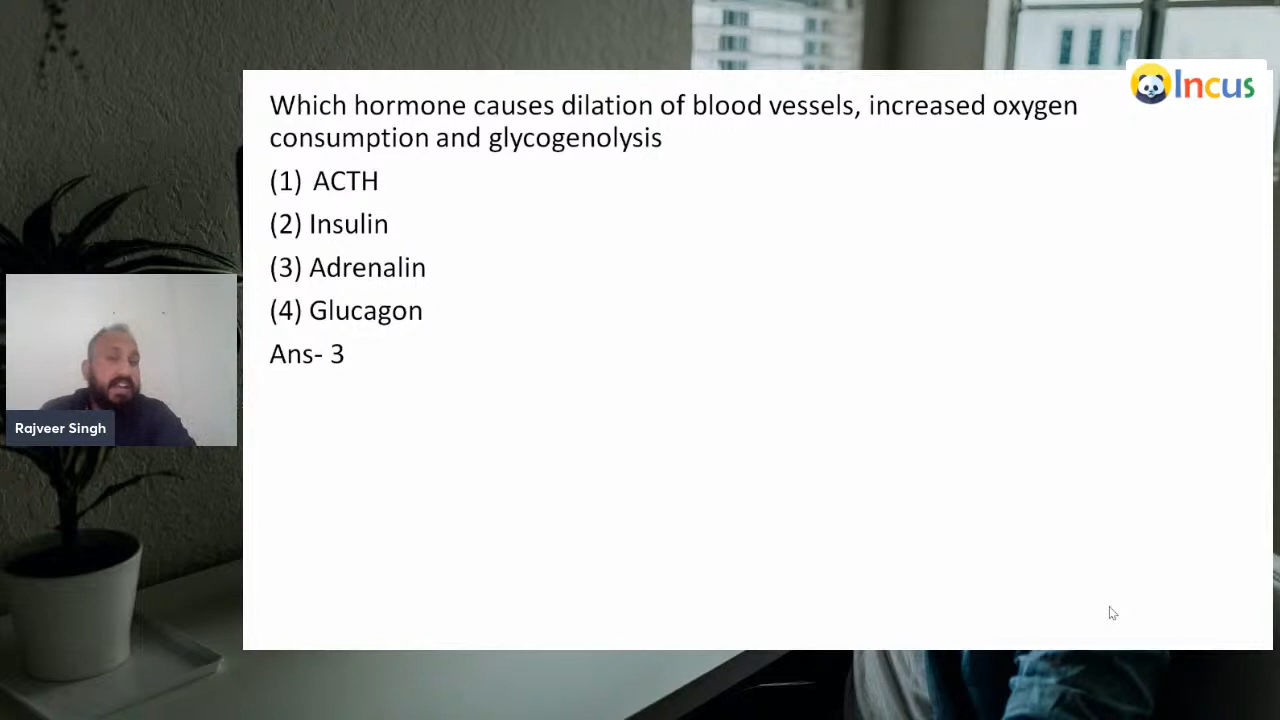 Incus
Which hormone causes dilation of blood vessels, increased oxygen
consumption and glycogenolysis
(1) ACTH
(2) Insulin
(3) Adrenalin
(4) Glucagon
Ans- 3
Rajveer Singh